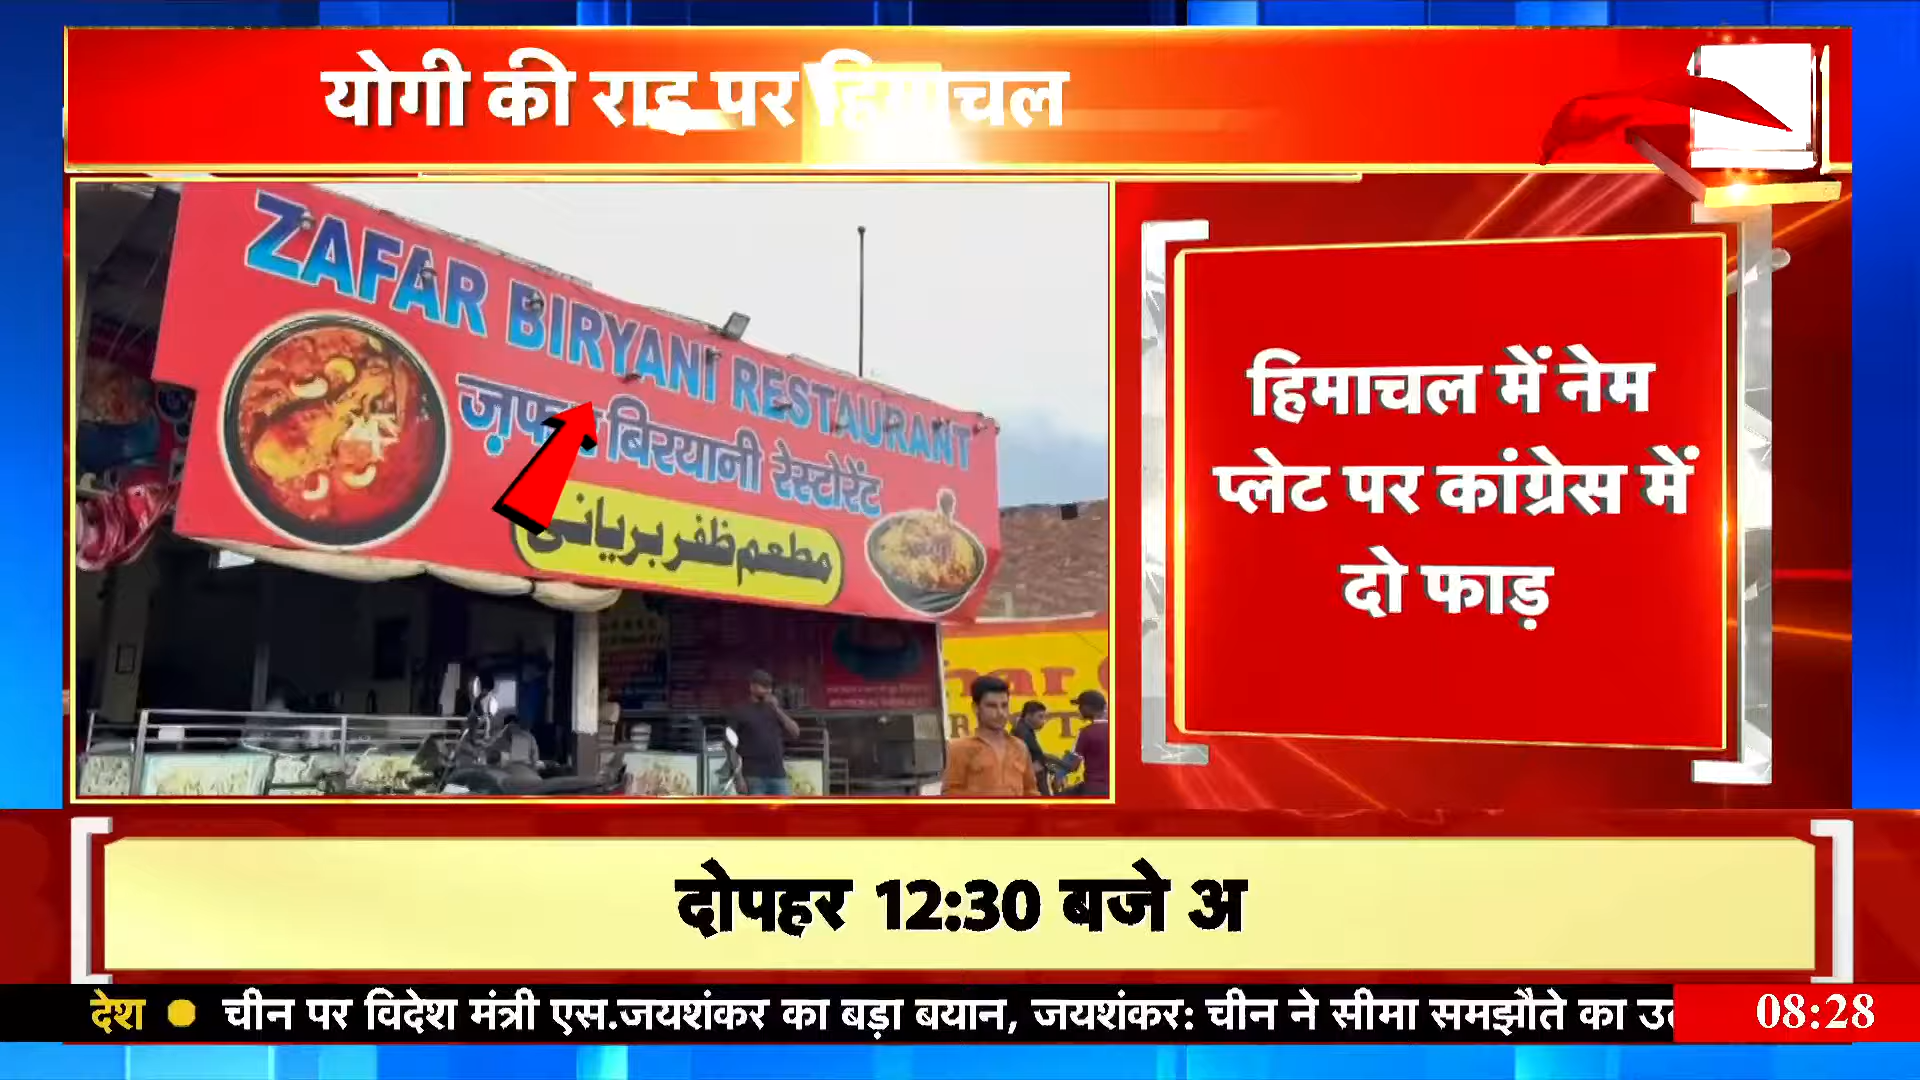 योगी की राह पर हिमाचल
ZAFAR BIRYANI RESTAURANT
बिरयानी रेस्टोरेंट
مطعم ظفر بريانى
हिमाचल में नेम
प्लेट पर कांग्रेस में
दो फाड़
दोपहर 12:30 बजे अ
देश
चीन पर विदेश मंत्री एस.जयशंकर का बड़ा बयान, जयशंकर: चीन ने सीमा समझौते का
08:28